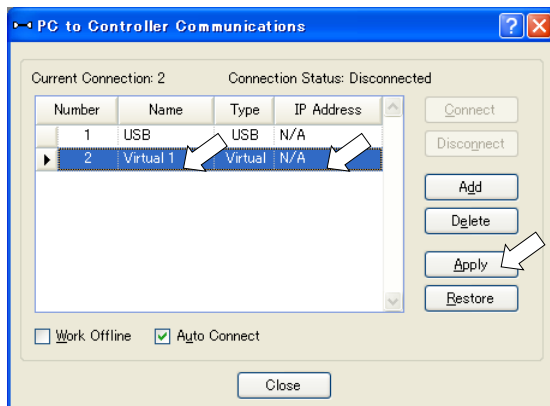 PC to Controller Communications
Current Connection: 2 Connection Status: Disconnected
Number Name Type IP Address
1 USB USB N/A
2 Virtual 1 Virtual N/A
Connect
Disconnect
Add
Delete
Apply
Restore
Work Offline Auto Connect
Close